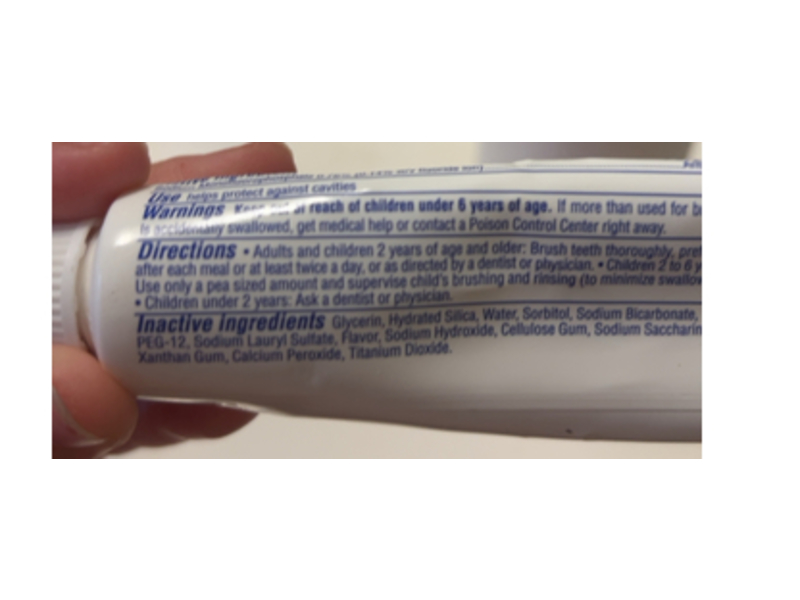 Use helps protect against cavities
Warnings Keep out of reach of children under 6 years of age. If more than used for b
is accidentally swallowed, get medical help or contact a Poison Control Center right away.
Directions • Adults and children 2 years of age and older: Brush teeth thoroughly, pref
after each meal or at least twice a day, or as directed by a dentist or physician. • Children 2 to 6 y
Use only a pea sized amount and supervise child's brushing and rinsing (to minimize swallow
• Children under 2 years: Ask a dentist or physician.
Inactive ingredients Glycerin, Hydrated Silica, Water, Sorbitol, Sodium Bicarbonate,
PEG-12, Sodium Lauryl Sulfate, Flavor, Sodium Hydroxide, Cellulose Gum, Sodium Saccharin
Xanthan Gum, Calcium Peroxide, Titanium Dioxide.